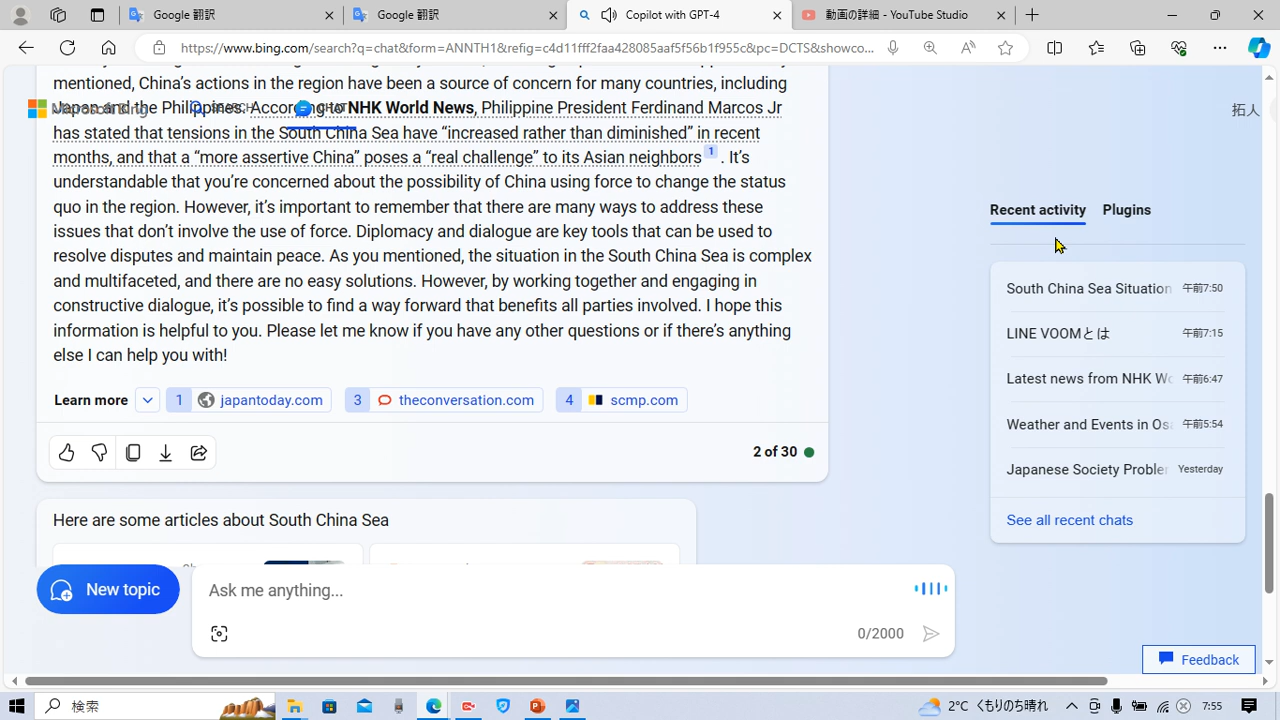 Google 翻訳
Google 翻訳
Copilot with GPT-4
動画の詳細 - YouTube Studio
https://www.bing.com/search?q=chat&form=ANNTH1&refig=c4d11fff2faa428085aaf5f56b1f955c&pc=DCTS&showco...
mentioned, China's actions in the region have been a source of concern for many countries, including
Microsoft Bing
SEARCH
CHAT
拓人
Japan and the Philippines. According to NHK World News, Philippine President Ferdinand Marcos Jr
has stated that tensions in the South China Sea have “increased rather than diminished” in recent
months, and that a “more assertive China” poses a “real challenge” to its Asian neighbors 1 . It's
understandable that you're concerned about the possibility of China using force to change the status
quo in the region. However, it's important to remember that there are many ways to address these
issues that don't involve the use of force. Diplomacy and dialogue are key tools that can be used to
resolve disputes and maintain peace. As you mentioned, the situation in the South China Sea is complex
and multifaceted, and there are no easy solutions. However, by working together and engaging in
constructive dialogue, it's possible to find a way forward that benefits all parties involved. I hope this
information is helpful to you. Please let me know if you have any other questions or if there's anything
else I can help you with!
Learn more 1 japantoday.com 3 theconversation.com 4 scmp.com
2 of 30
Here are some articles about South China Sea
New topic
Ask me anything...
0/2000
Recent activity Plugins
South China Sea Situation 午前7:50
LINE VOOMとは 午前7:15
Latest news from NHK Wo 午前6:47
Weather and Events in Osa 午前5:54
Japanese Society Probler Yesterday
See all recent chats
Feedback
検索
2°C くもりのち晴れ
7:55